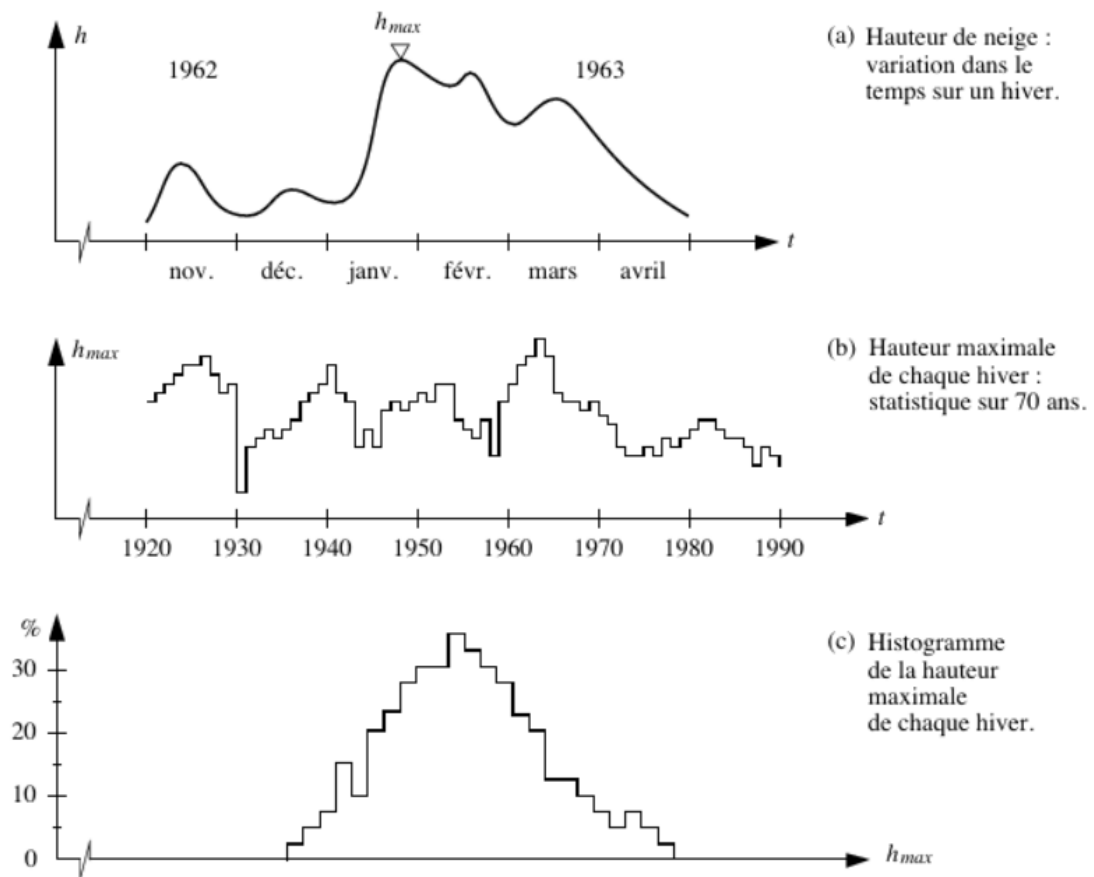 h
h_max
1962
1963
(a) Hauteur de neige :
variation dans le
temps sur un hiver.
t
nov. déc. janv. févr. mars avril
h_max
(b) Hauteur maximale
de chaque hiver :
statistique sur 70 ans.
t
1920 1930 1940 1950 1960 1970 1980 1990
%
30
20
10
0
(c) Histogramme
de la hauteur
maximale
de chaque hiver.
h_max